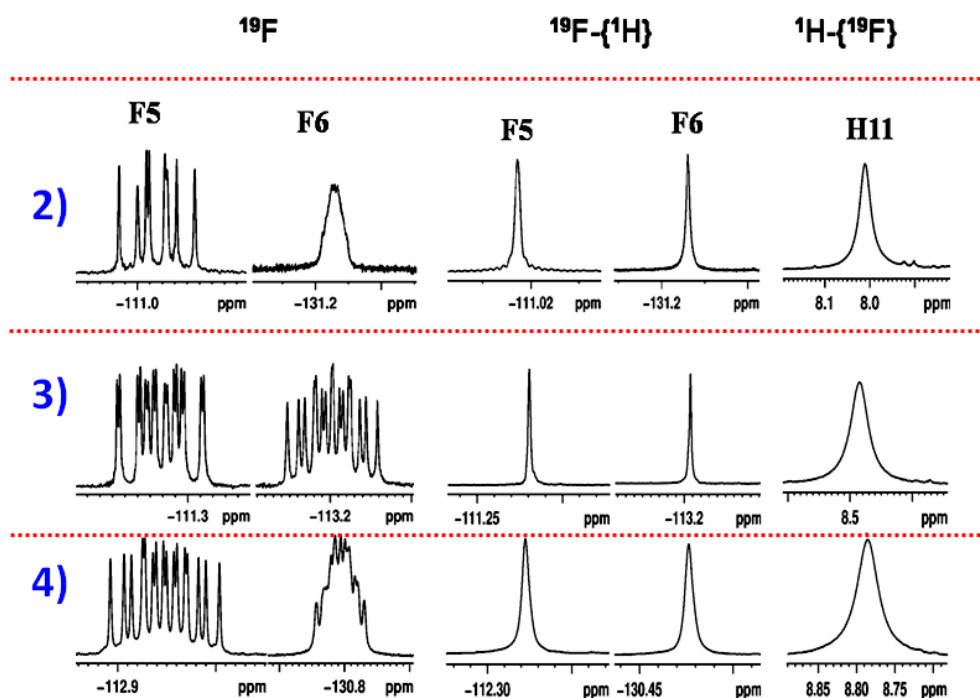 ¹⁹F ¹⁹F-{¹H} ¹H-{¹⁹F}
F5 F6 F5 F6 H11
2)
−111.0 ppm −131.2 ppm −111.02 ppm −131.2 ppm 8.1 8.0 ppm
3)
−111.3 ppm −113.2 ppm −111.25 ppm −113.2 ppm 8.5 ppm
4)
−112.9 ppm −130.8 ppm −112.30 ppm −130.45 ppm 8.85 8.80 8.75 ppm